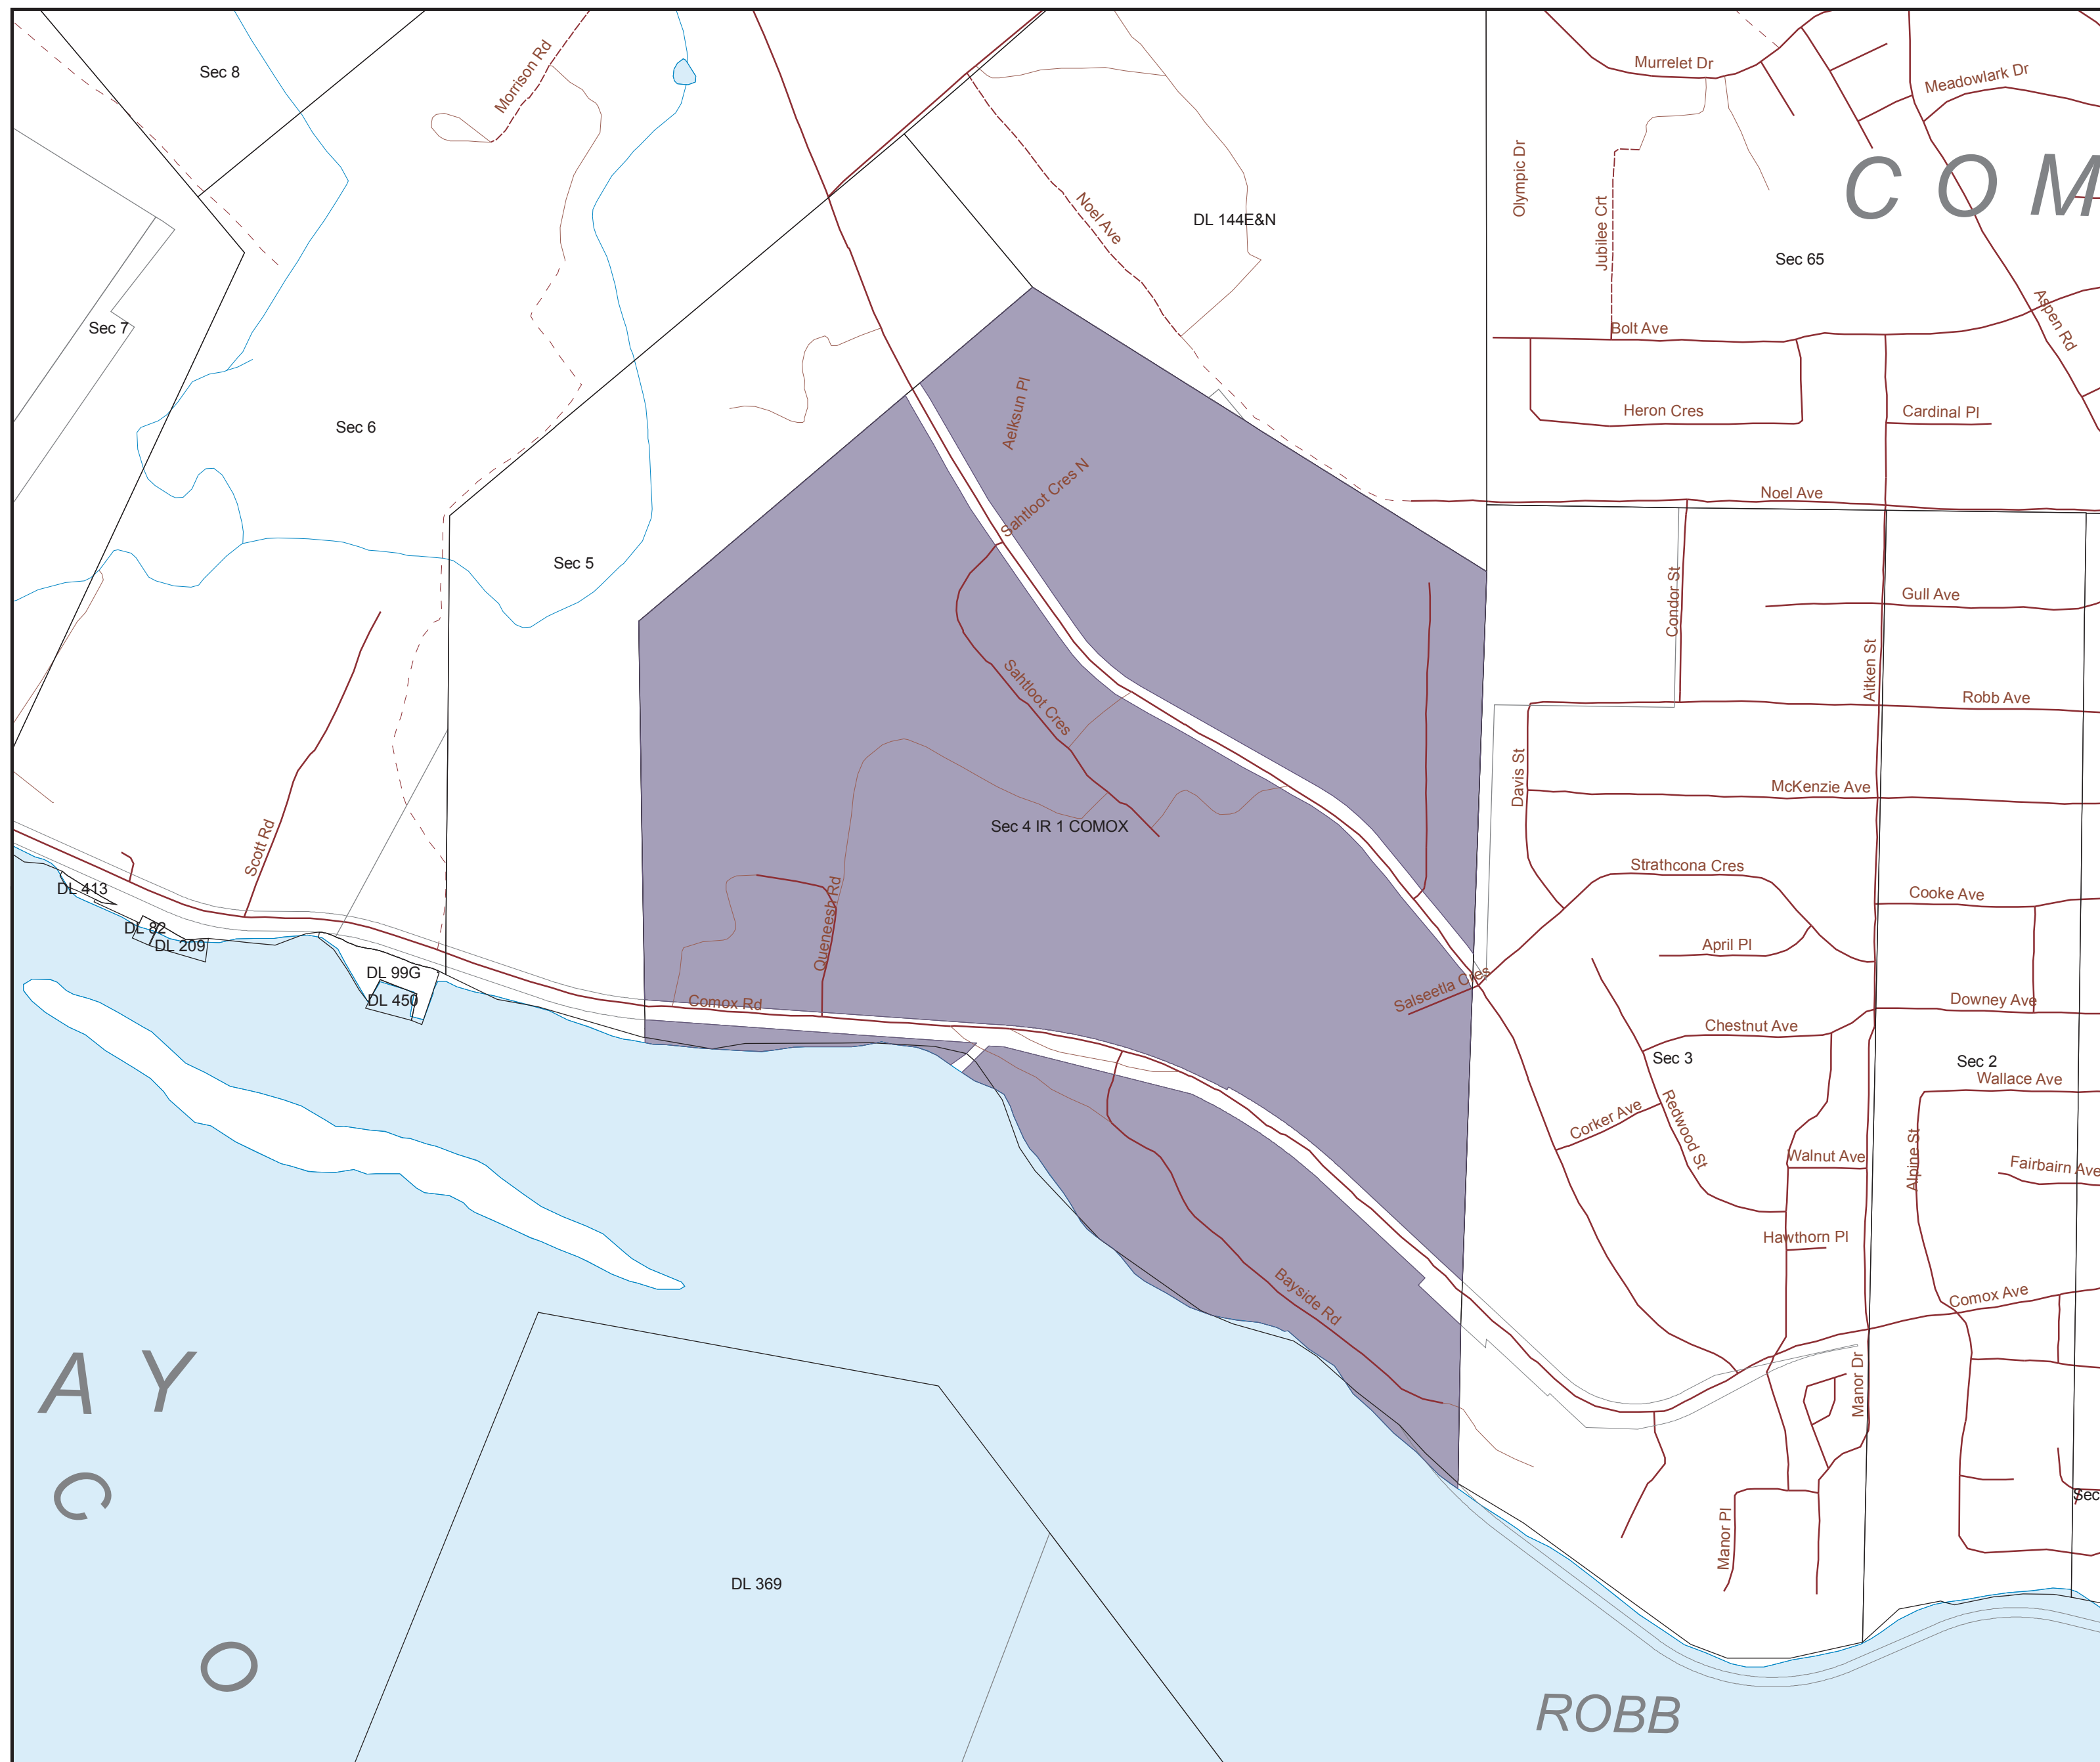 Sec 8
Morrison Rd
Murrelet Dr
Meadowlark Dr
Olympic Dr
COM
Noel Ave
DL 144E&N
Jubilee Crt
Sec 65
Sec 7
Bolt Ave
Aspen Rd
Aelksun Pl
Heron Cres
Cardinal Pl
Sec 6
Sahtloot Cres N
Noel Ave
Sec 5
Condor St
Gull Ave
Aitken St
Sahtloot Cres
Robb Ave
Davis St
McKenzie Ave
Sec 4 IR 1 COMOX
Scott Rd
Strathcona Cres
DL 413
Cooke Ave
DL 82
DL 209
Queneesh Rd
April Pl
DL 99G
Salseetla Cres
DL 450
Comox Rd
Downey Ave
Chestnut Ave
Sec 3
Sec 2
Wallace Ave
Corker Ave
Redwood St
Walnut Ave
Alpine St
Fairbairn Ave
Hawthorn Pl
Bayside Rd
Comox Ave
AY
Manor Dr
C
Sec
Manor Pl
DL 369
O
ROBB